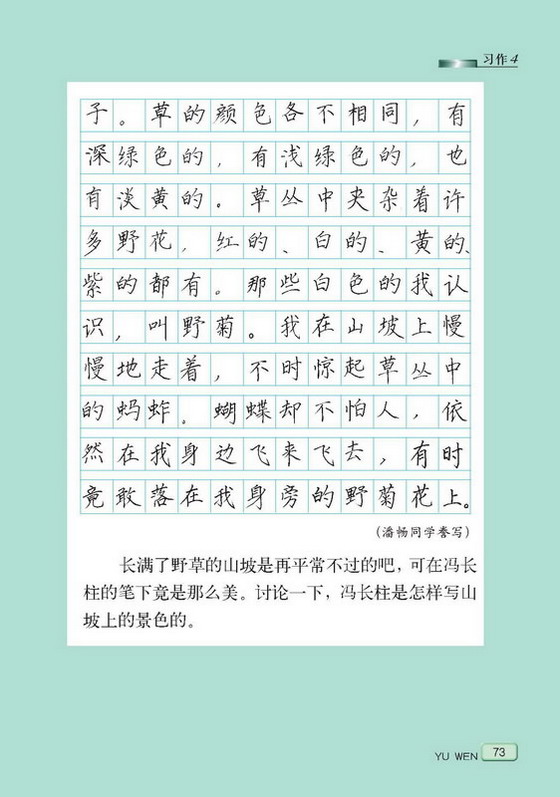 习作4
子。草的颜色各不相同，有
深绿色的，有浅绿色的，也
有淡黄的。草丛中夹杂着许
多野花，红的、白的、黄的、
紫的都有。那些白色的我认
识，叫野菊。我在山坡上慢
慢地走着，不时惊起草丛中
的蚂蚱。蝴蝶却不怕人，依
然在我身边飞来飞去，有时
竟敢落在我身旁的野菊花上。
（潘畅同学誊写）
长满了野草的山坡是再平常不过的吧，可在冯长
柱的笔下竟是那么美。讨论一下，冯长柱是怎样写山
坡上的景色的。
YU WEN 73